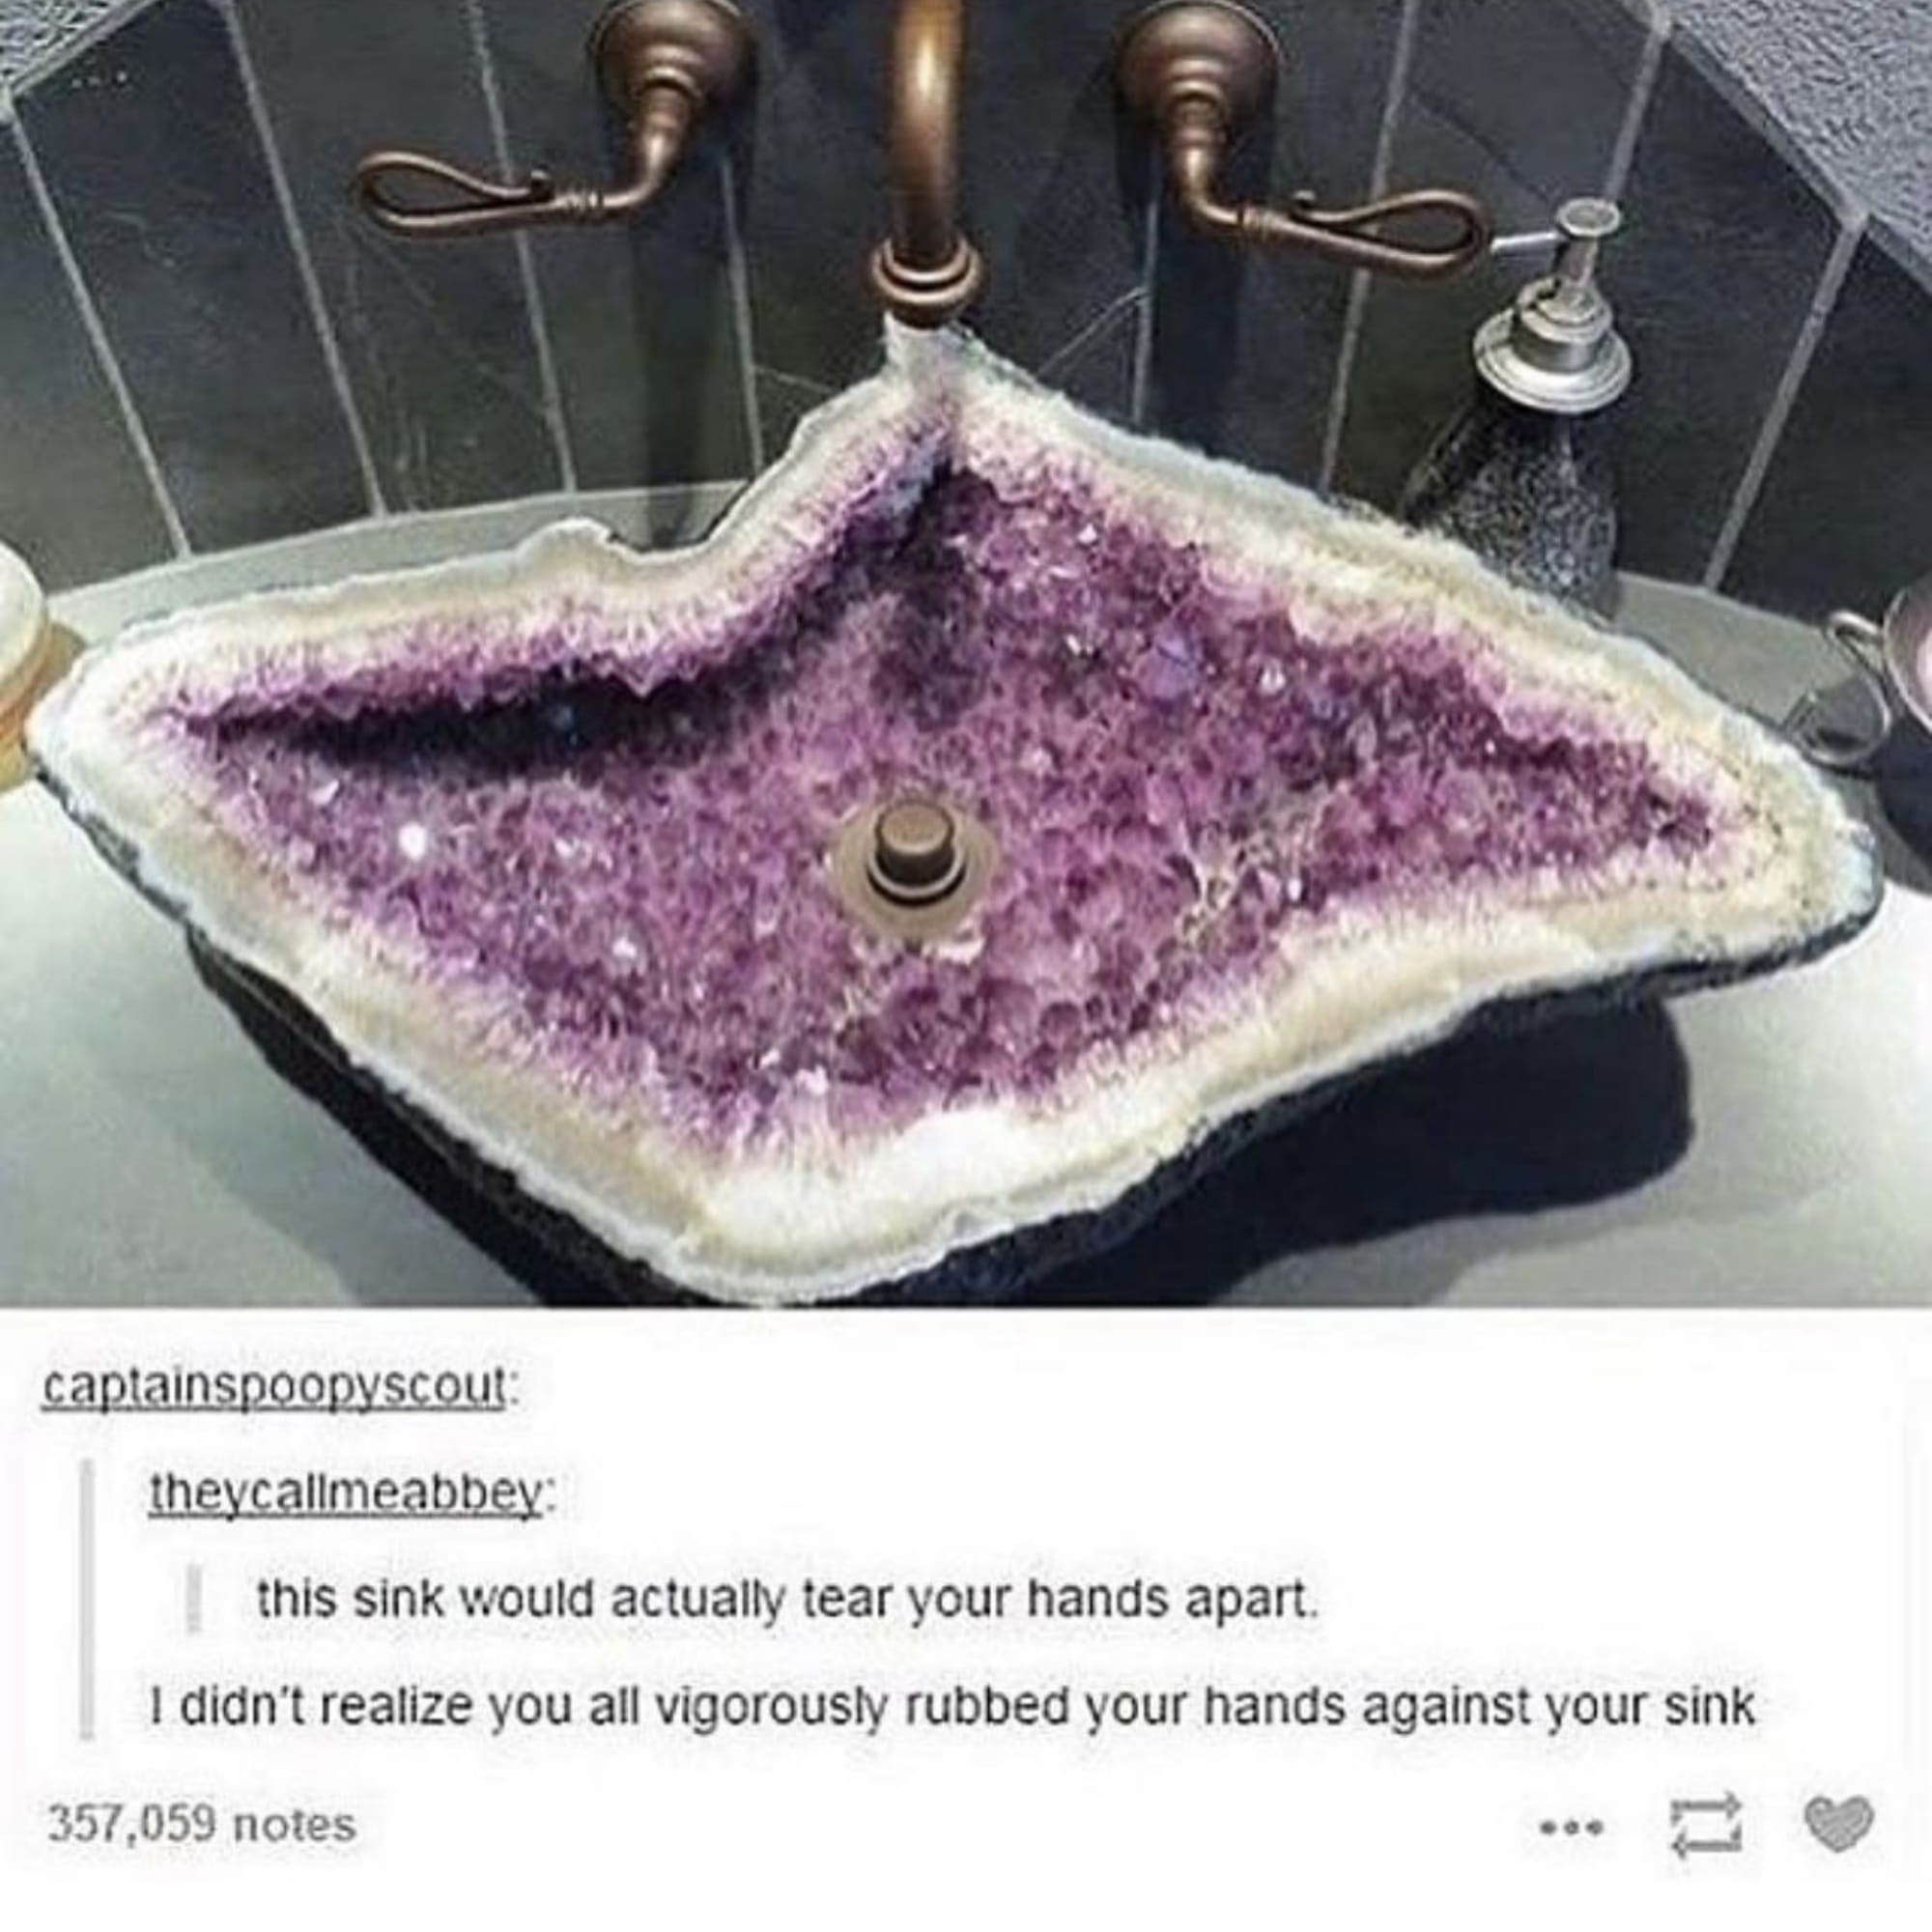 captainspoopyscout:
theycallmeabbey:
this sink would actually tear your hands apart.
I didn't realize you all vigorously rubbed your hands against your sink
357,059 notes